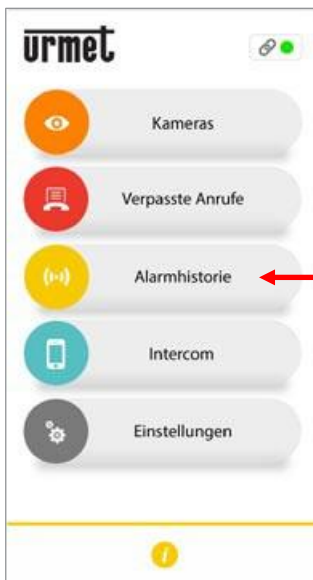 urmet
Kameras
Verpasste Anrufe
Alarmhistorie
Intercom
Einstellungen
i